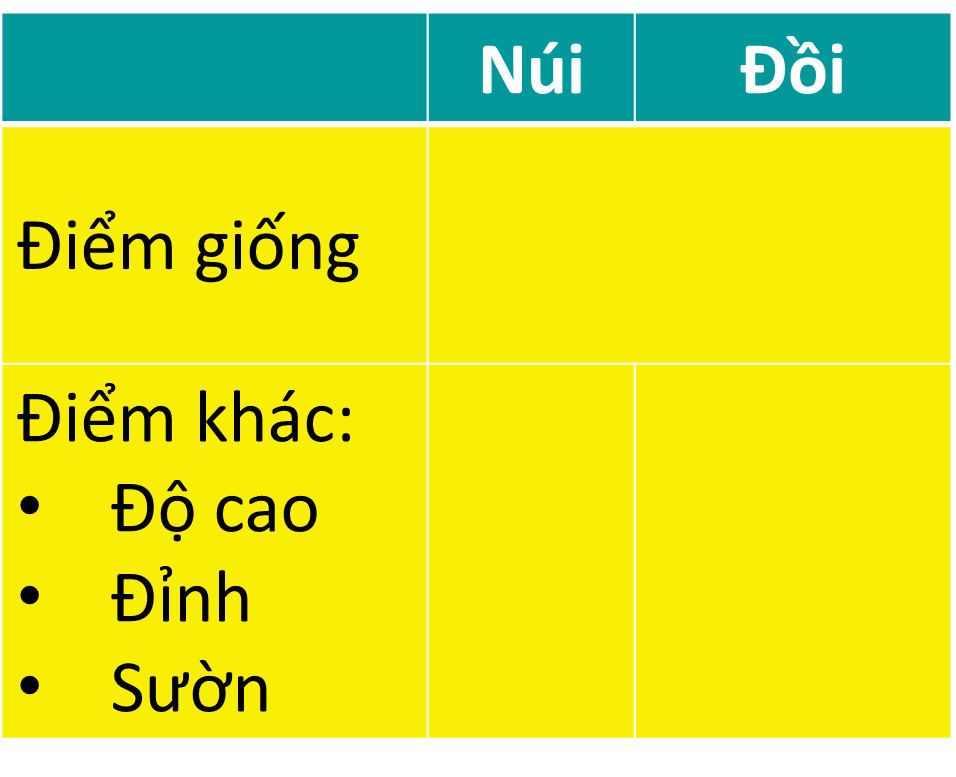 Núi Đồi
Điểm giống
Điểm khác:
• Độ cao
• Đỉnh
• Sườn